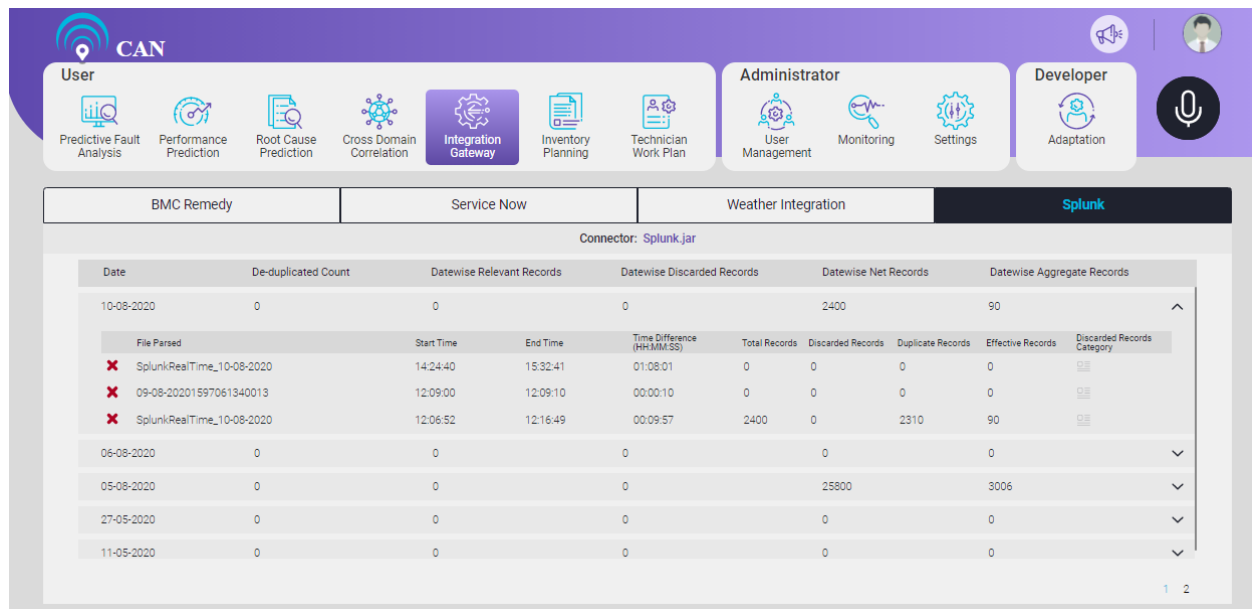 CAN
User
Administrator
Developer
Predictive Fault Analysis
Performance Prediction
Root Cause Prediction
Cross Domain Correlation
Integration Gateway
Inventory Planning
Technician Work Plan
User Management
Monitoring
Settings
Adaptation
BMC Remedy Service Now Weather Integration Splunk
Connector: Splunk.jar
Date De-duplicated Count Datewise Relevant Records Datewise Discarded Records Datewise Net Records Datewise Aggregate Records
10-08-2020 0 0 0 2400 90
File Parsed Start Time End Time Time Difference (HH:MM:SS) Total Records Discarded Records Duplicate Records Effective Records Discarded Records Category
SplunkRealTime_10-08-2020 14:24:40 15:32:41 01:08:01 0 0 0 0
09-08-20201597061340013 12:09:00 12:09:10 00:00:10 0 0 0 0
SplunkRealTime_10-08-2020 12:06:52 12:16:49 00:09:57 2400 0 2310 90
06-08-2020 0 0 0 0 0
05-08-2020 0 0 0 25800 3006
27-05-2020 0 0 0 0 0
11-05-2020 0 0 0 0 0
1 2